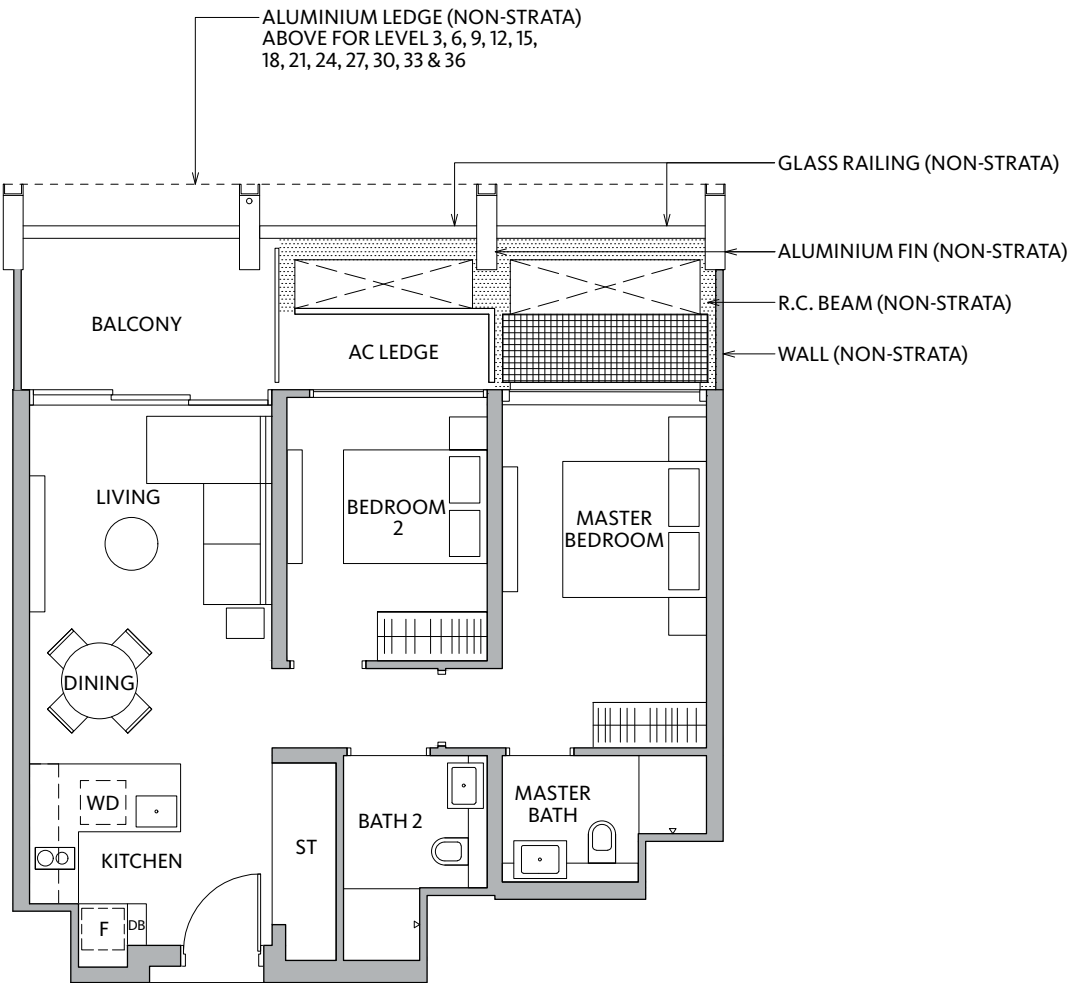 ALUMINIUM LEDGE (NON-STRATA)
ABOVE FOR LEVEL 3, 6, 9, 12, 15,
18, 21, 24, 27, 30, 33 & 36
GLASS RAILING (NON-STRATA)
ALUMINIUM FIN (NON-STRATA)
R.C. BEAM (NON-STRATA)
WALL (NON-STRATA)
BALCONY
AC LEDGE
LIVING
BEDROOM
2
MASTER
BEDROOM
DINING
WD
KITCHEN
ST
BATH 2
MASTER
BATH
F
DB